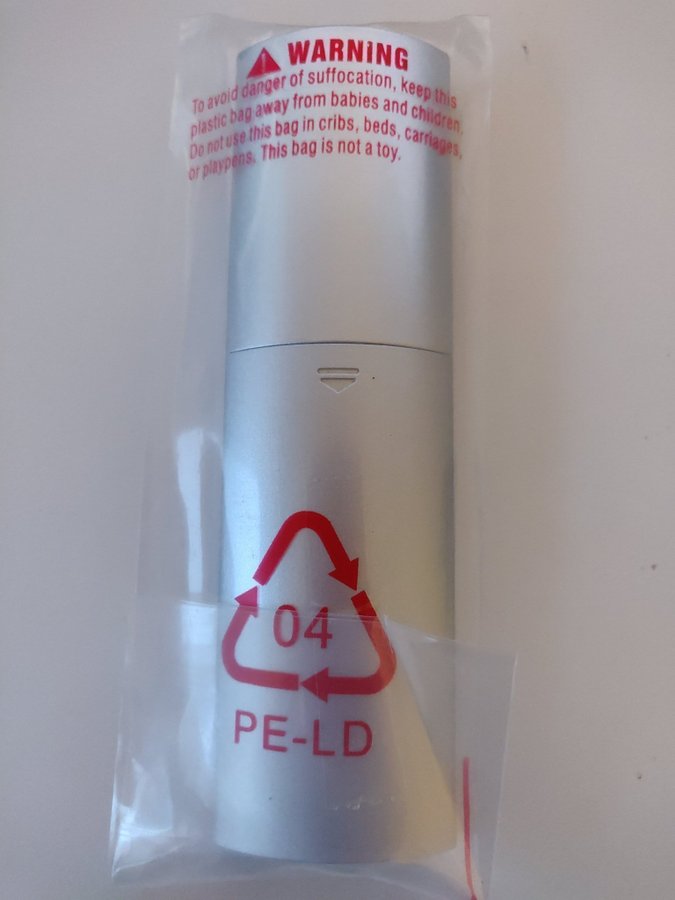 WARNING
To avoid danger of suffocation, keep this
plastic bag away from babies and children.
Do not use this bag in cribs, beds, carriages,
or playpens. This bag is not a toy.
04
PE-LD